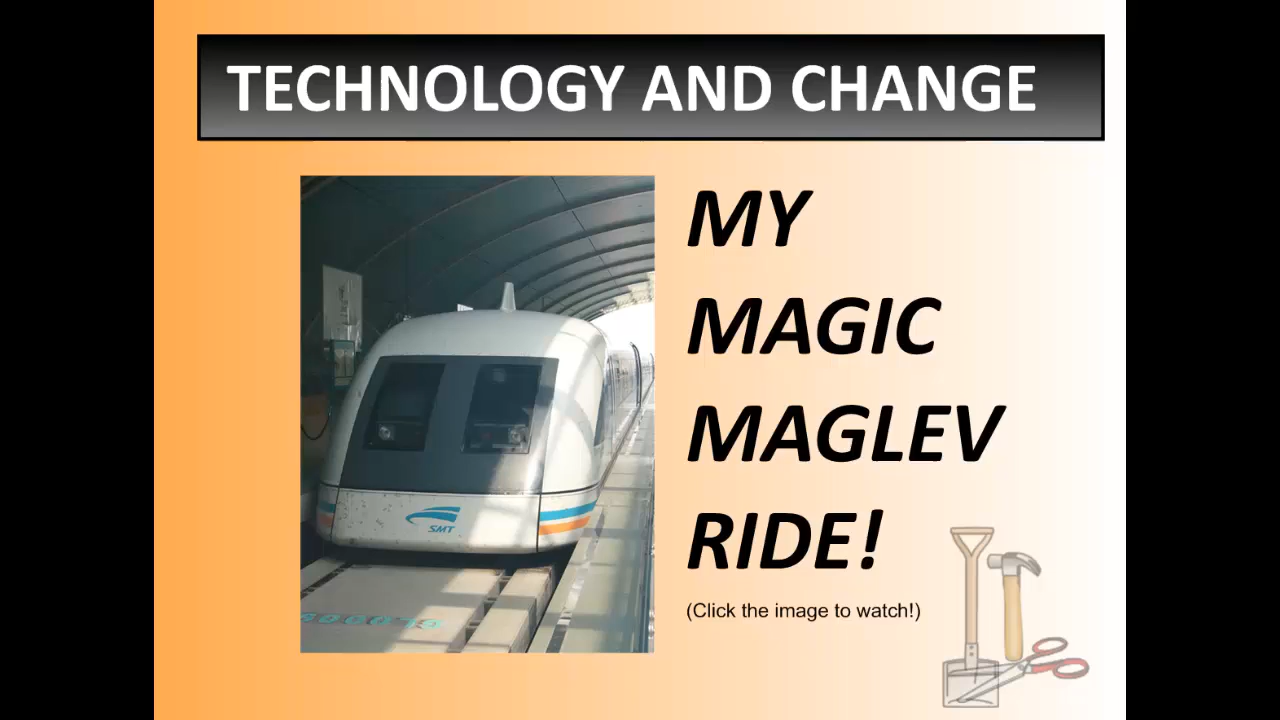 TECHNOLOGY AND CHANGE
MY
MAGIC
MAGLEV
RIDE!
(Click the image to watch!)
SMT